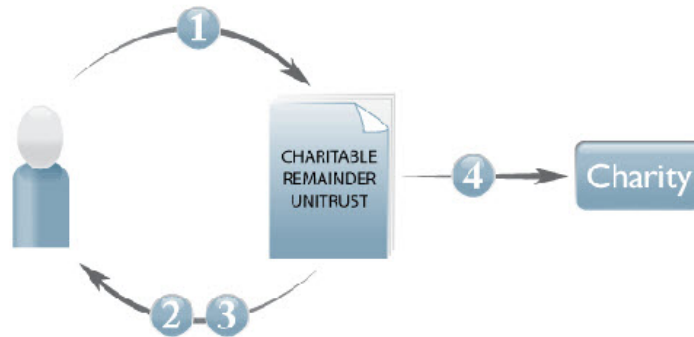 1
CHARITABLE
REMAINDER
UNITRUST
4
Charity
2 3